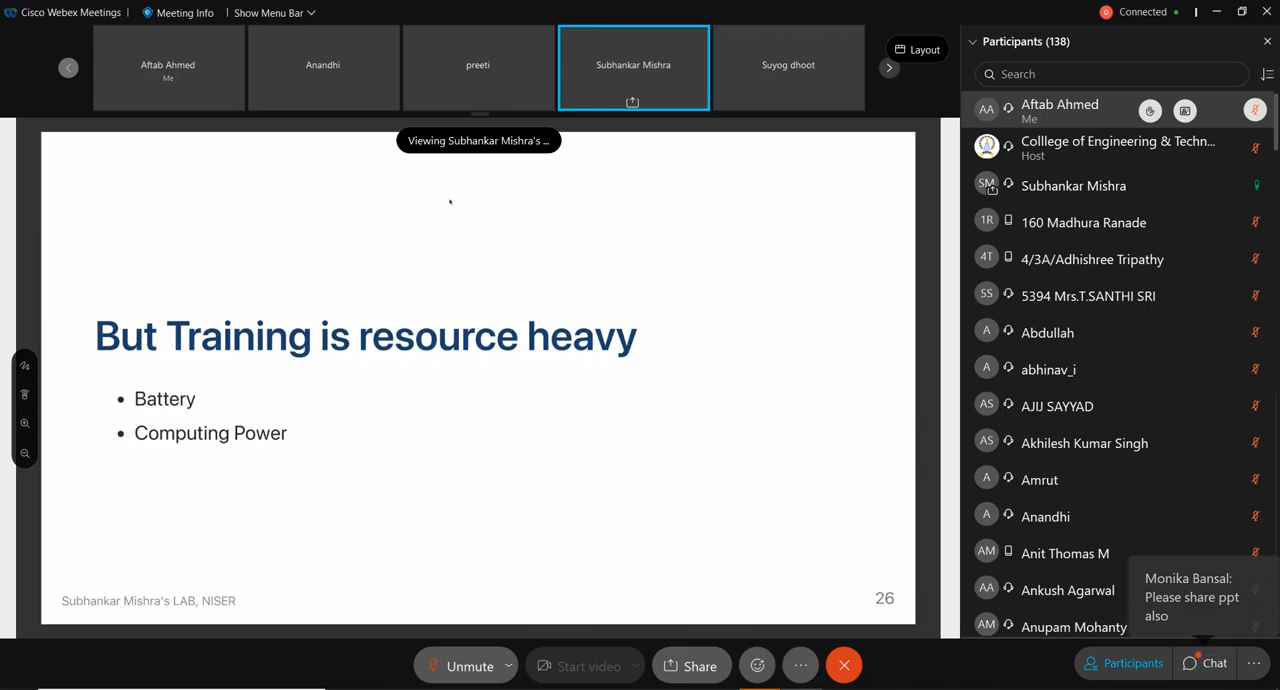 Cisco Webex Meetings
Meeting Info
Show Menu Bar
Connected
Aftab Ahmed
Me
Anandhi
preeti
Subhankar Mishra
Suyog dhoot
Layout
Viewing Subhankar Mishra's ...
But Training is resource heavy
• Battery
• Computing Power
Subhankar Mishra's LAB, NISER
26
Participants (138)
Search
AA Aftab Ahmed
Me
Colllege of Engineering & Techn...
Host
SM Subhankar Mishra
1R 160 Madhura Ranade
4T 4/3A/Adhishree Tripathy
5S 5394 Mrs.T.SANTHI SRI
A Abdullah
A abhinav_i
AS AJIJ SAYYAD
AS Akhilesh Kumar Singh
A Amrut
A Anandhi
AM Anit Thomas M
AA Ankush Agarwal
AM Anupam Mohanty
Monika Bansal:
Please share ppt
also
Unmute
Start video
Share
Participants
Chat